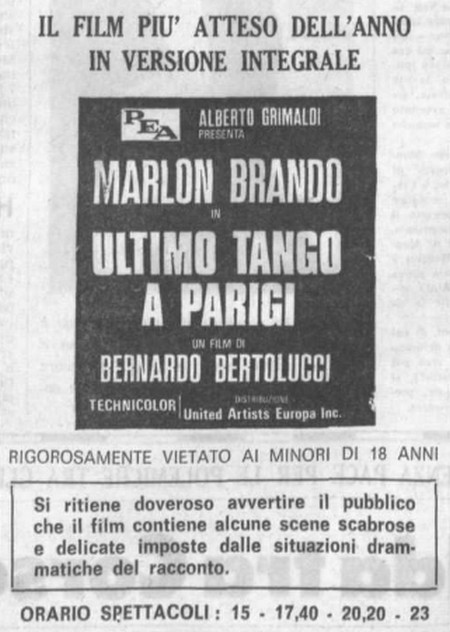 IL FILM PIU' ATTESO DELL'ANNO
IN VERSIONE INTEGRALE
PEA
ALBERTO GRIMALDI
PRESENTA
MARLON BRANDO
IN
ULTIMO TANGO
A PARIGI
UN FILM DI
BERNARDO BERTOLUCCI
TECHNICOLOR
DISTRIBUZIONE
United Artists Europa Inc.
RIGOROSAMENTE VIETATO AI MINORI DI 18 ANNI
Si ritiene doveroso avvertire il pubblico
che il film contiene alcune scene scabrose
e delicate imposte dalle situazioni dram-
matiche del racconto.
ORARIO SPETTACOLI: 15 - 17,40 - 20,20 - 23